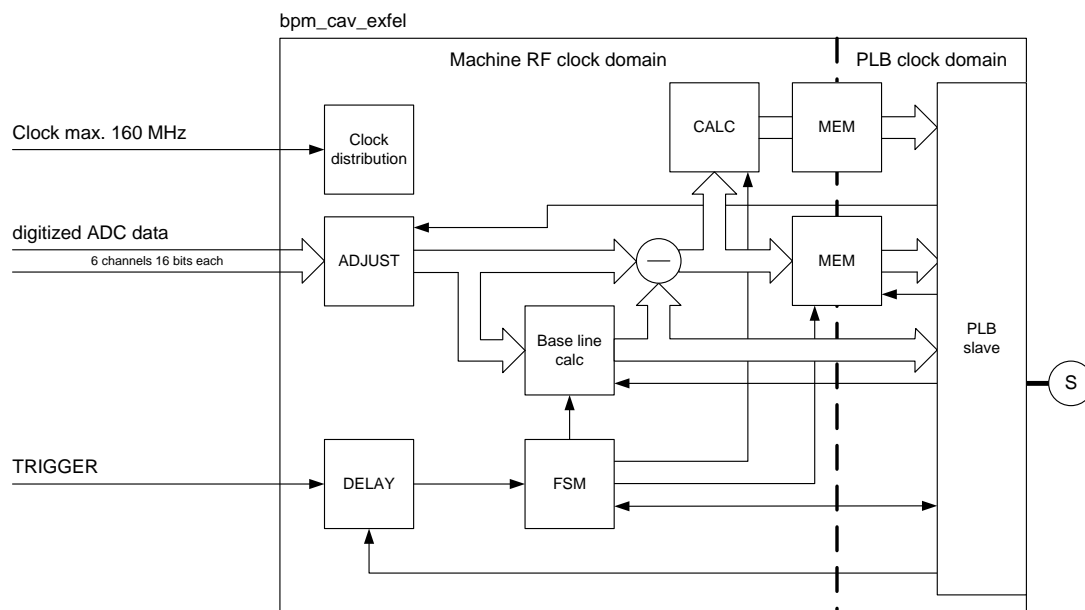 bpm_cav_exfel
Machine RF clock domain
PLB clock domain
Clock max. 160 MHz
Clock
distribution
CALC
MEM
digitized ADC data
6 channels 16 bits each
ADJUST
—
MEM
Base line
calc
PLB
slave
S
TRIGGER
DELAY
FSM